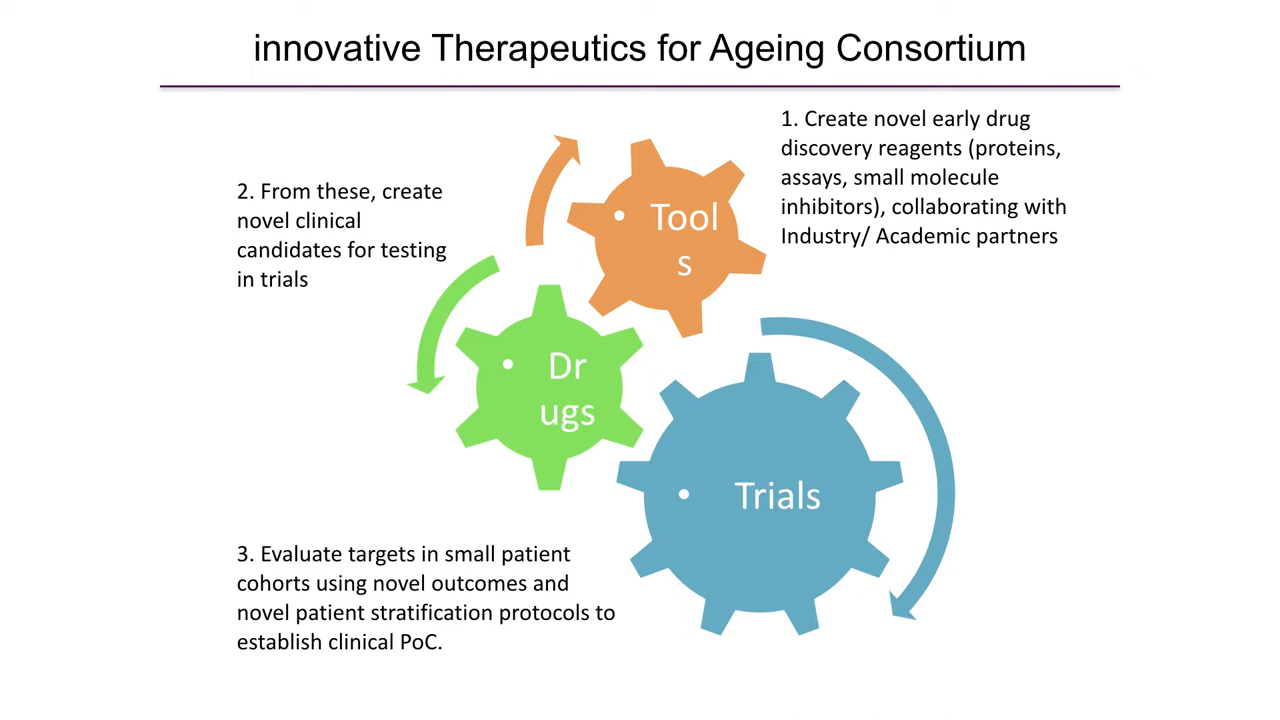 innovative Therapeutics for Ageing Consortium
1. Create novel early drug
discovery reagents (proteins,
assays, small molecule
inhibitors), collaborating with
Industry/ Academic partners
2. From these, create
novel clinical
candidates for testing
in trials
• Tool
s
• Dr
ugs
• Trials
3. Evaluate targets in small patient
cohorts using novel outcomes and
novel patient stratification protocols to
establish clinical PoC.